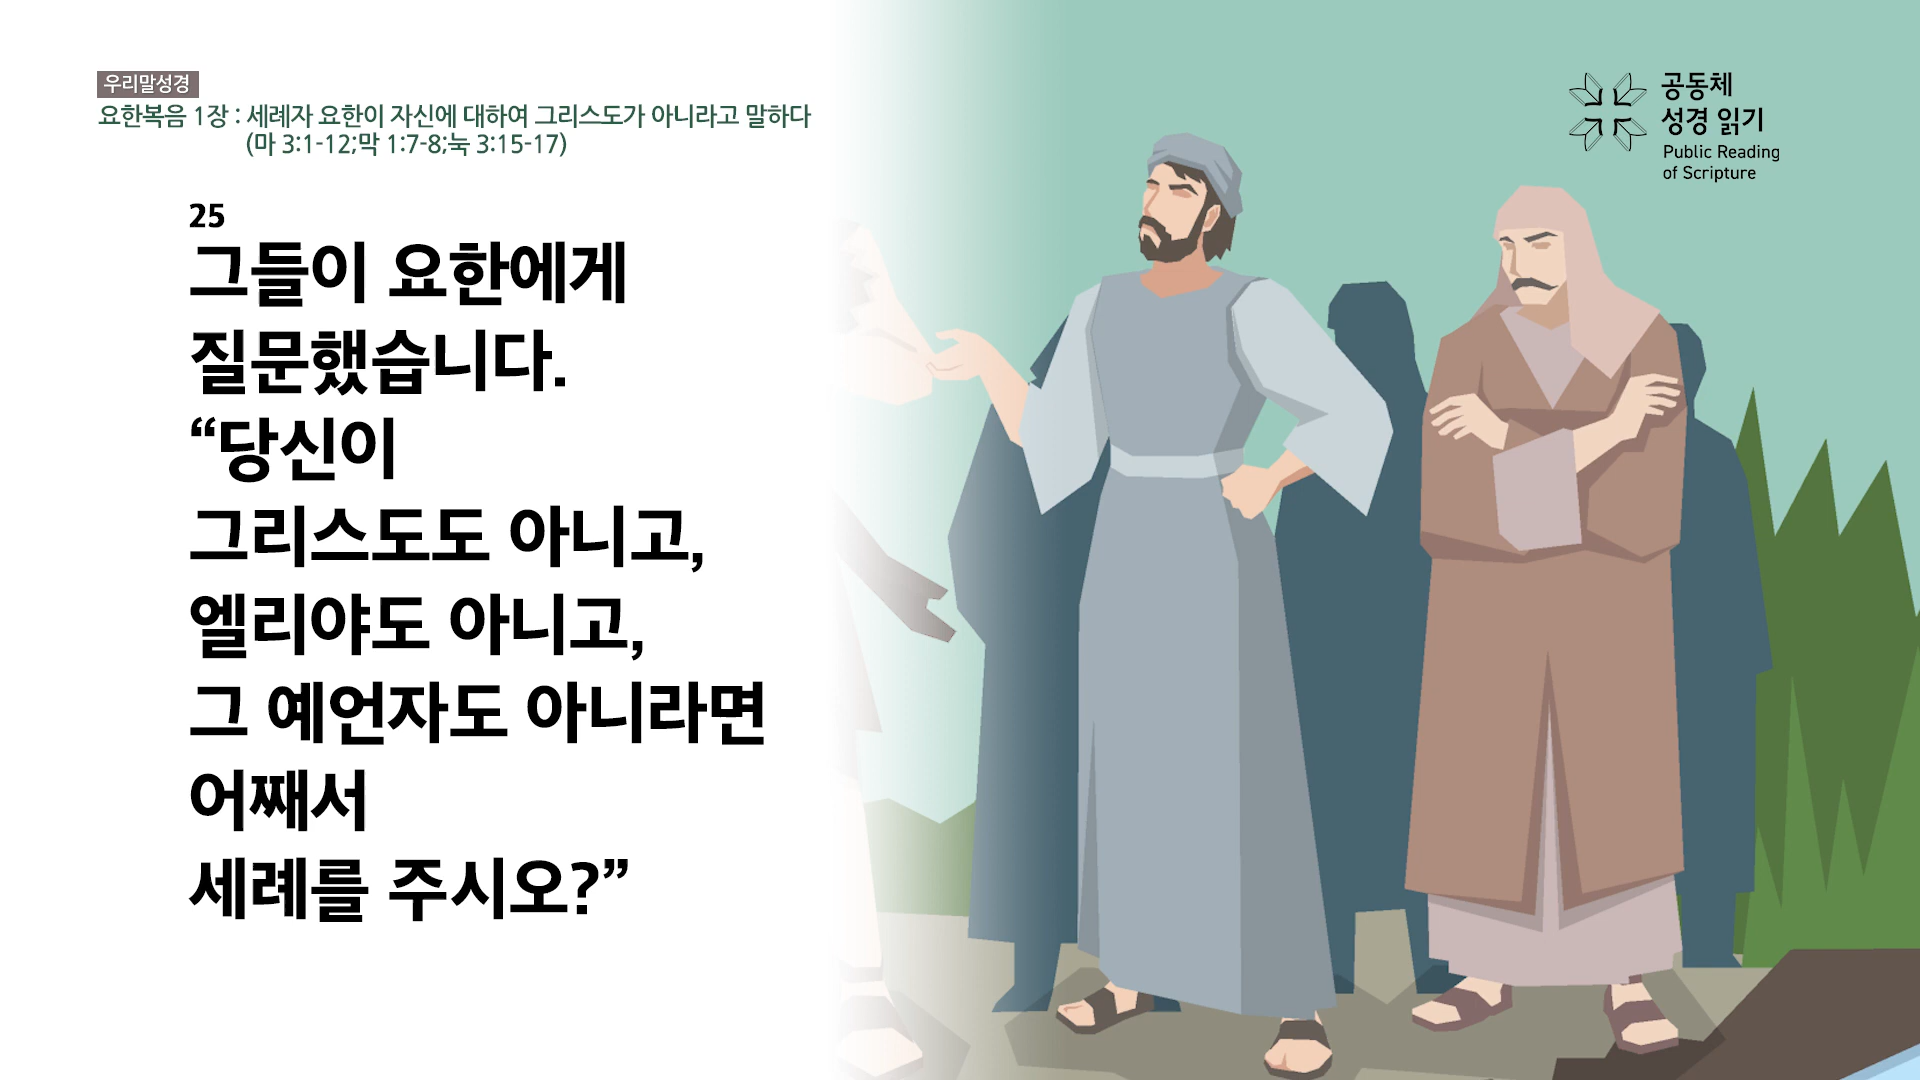 우리말성경
요한복음 1장 : 세례자 요한이 자신에 대하여 그리스도가 아니라고 말하다
(마 3:1-12;막 1:7-8;눅 3:15-17)
25
그들이 요한에게
질문했습니다.
“당신이
그리스도도 아니고,
엘리야도 아니고,
그 예언자도 아니라면
어째서
세례를 주시오?”
공동체
성경 읽기
Public Reading
of Scripture